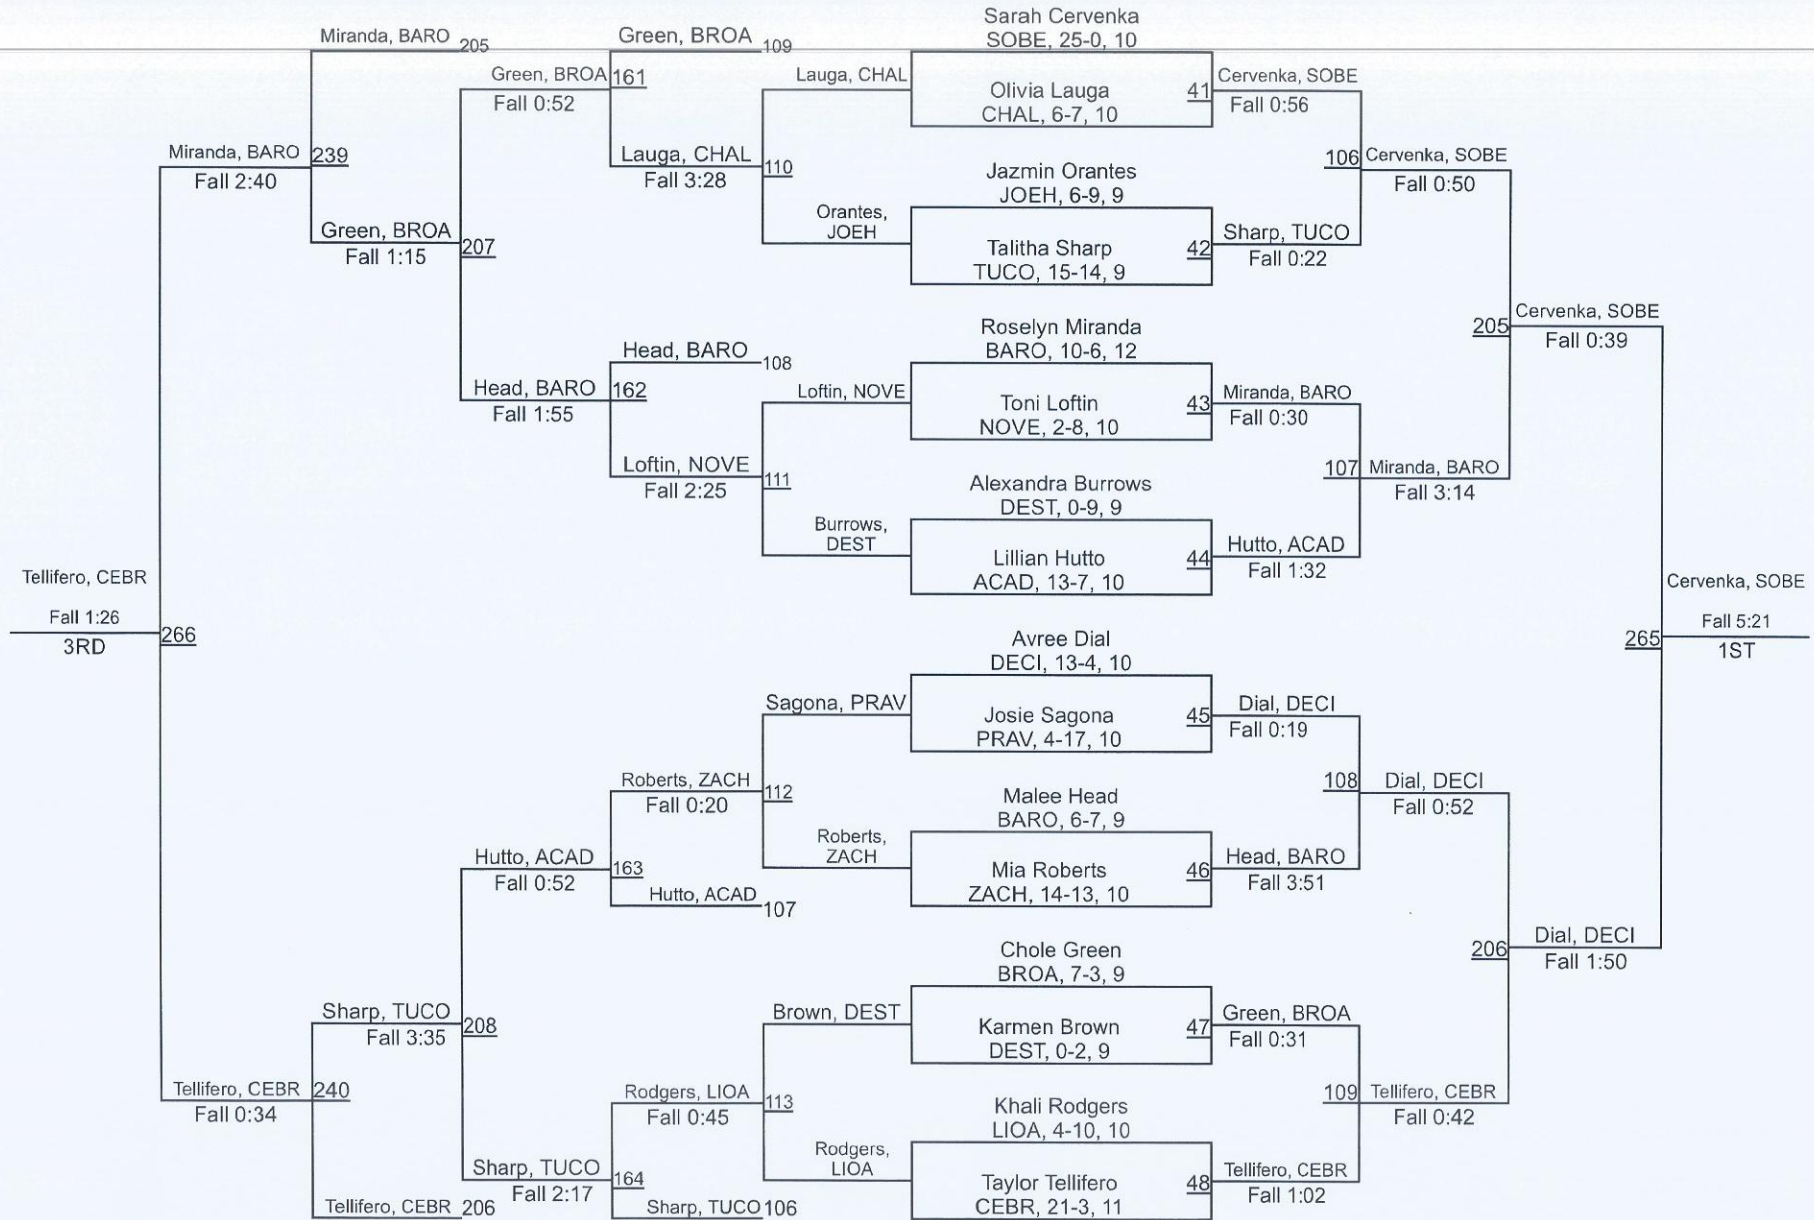 Miranda, BARO 205
Green, BROA 109
Green, BROA 161
Fall 0:52
Miranda, BARO 239
Fall 2:40
Lauga, CHAL 110
Fall 3:28
Green, BROA 207
Fall 1:15
Head, BARO 108
Head, BARO 162
Fall 1:55
Loftin, NOVE 111
Fall 2:25
Tellifero, CEBR
Fall 1:26
3RD
266
Roberts, ZACH 112
Fall 0:20
Hutto, ACAD 163
Fall 0:52
Hutto, ACAD 107
Sharp, TUCO 208
Fall 3:35
Tellifero, CEBR 240
Fall 0:34
Rodgers, LIOA 113
Fall 0:45
Sharp, TUCO 164
Fall 2:17
Tellifero, CEBR 206
Sharp, TUCO 106
Lauga, CHAL
Orantes,
JOEH
Loftin, NOVE
Burrows,
DEST
Sagona, PRAV
Roberts,
ZACH
Brown, DEST
Rodgers,
LIOA
Sarah Cervenka
SOBE, 25-0, 10
Olivia Lauga
CHAL, 6-7, 10
41
Jazmin Orantes
JOEH, 6-9, 9
Talitha Sharp
TUCO, 15-14, 9
42
Roselyn Miranda
BARO, 10-6, 12
Toni Loftin
NOVE, 2-8, 10
43
Alexandra Burrows
DEST, 0-9, 9
Lillian Hutto
ACAD, 13-7, 10
44
Avree Dial
DECI, 13-4, 10
Josie Sagona
PRAV, 4-17, 10
45
Malee Head
BARO, 6-7, 9
Mia Roberts
ZACH, 14-13, 10
46
Chole Green
BROA, 7-3, 9
Karmen Brown
DEST, 0-2, 9
47
Khali Rodgers
LIOA, 4-10, 10
Taylor Tellifero
CEBR, 21-3, 11
48
Cervenka, SOBE
Fall 0:56
106 Cervenka, SOBE
Fall 0:50
Sharp, TUCO
Fall 0:22
205 Cervenka, SOBE
Fall 0:39
Miranda, BARO
Fall 0:30
107 Miranda, BARO
Fall 3:14
Hutto, ACAD
Fall 1:32
Cervenka, SOBE
Fall 5:21
265
1ST
Dial, DECI
Fall 0:19
108 Dial, DECI
Fall 0:52
Head, BARO
Fall 3:51
206 Dial, DECI
Fall 1:50
Green, BROA
Fall 0:31
109 Tellifero, CEBR
Fall 0:42
Tellifero, CEBR
Fall 1:02